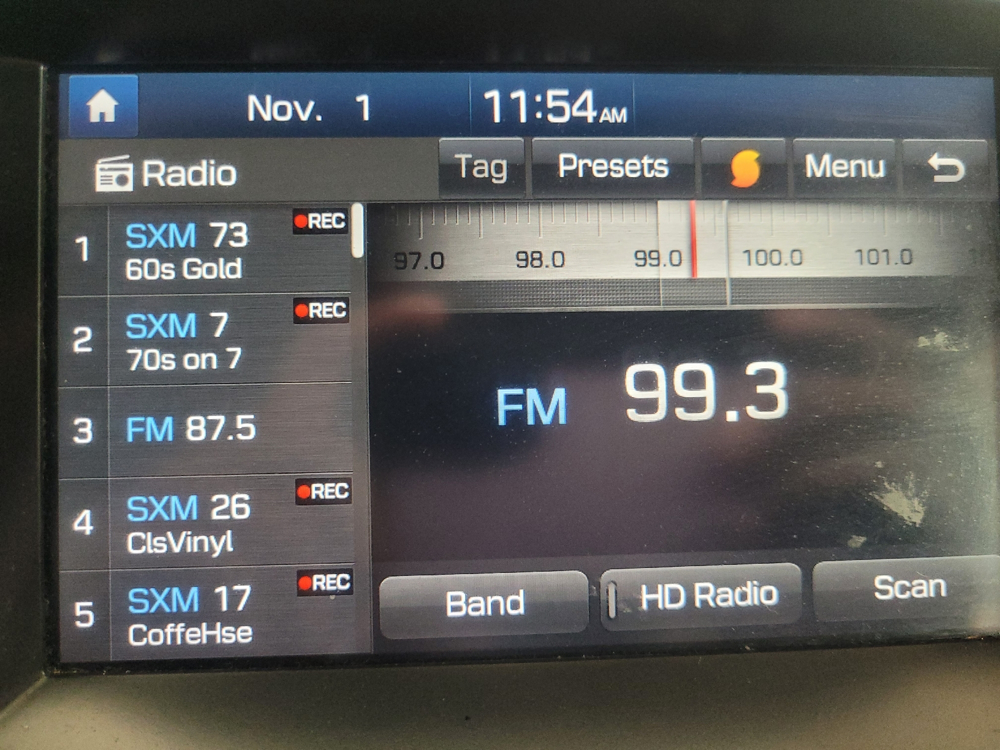 Nov. 1 11:54 AM
Radio Tag Presets Menu
1 SXM 73 REC
60s Gold
2 SXM 7 REC
70s on 7
3 FM 87.5
4 SXM 26 REC
ClsVinyl
5 SXM 17 REC
CoffeHse
97.0 98.0 99.0 100.0 101.0
FM 99.3
Band HD Radio Scan